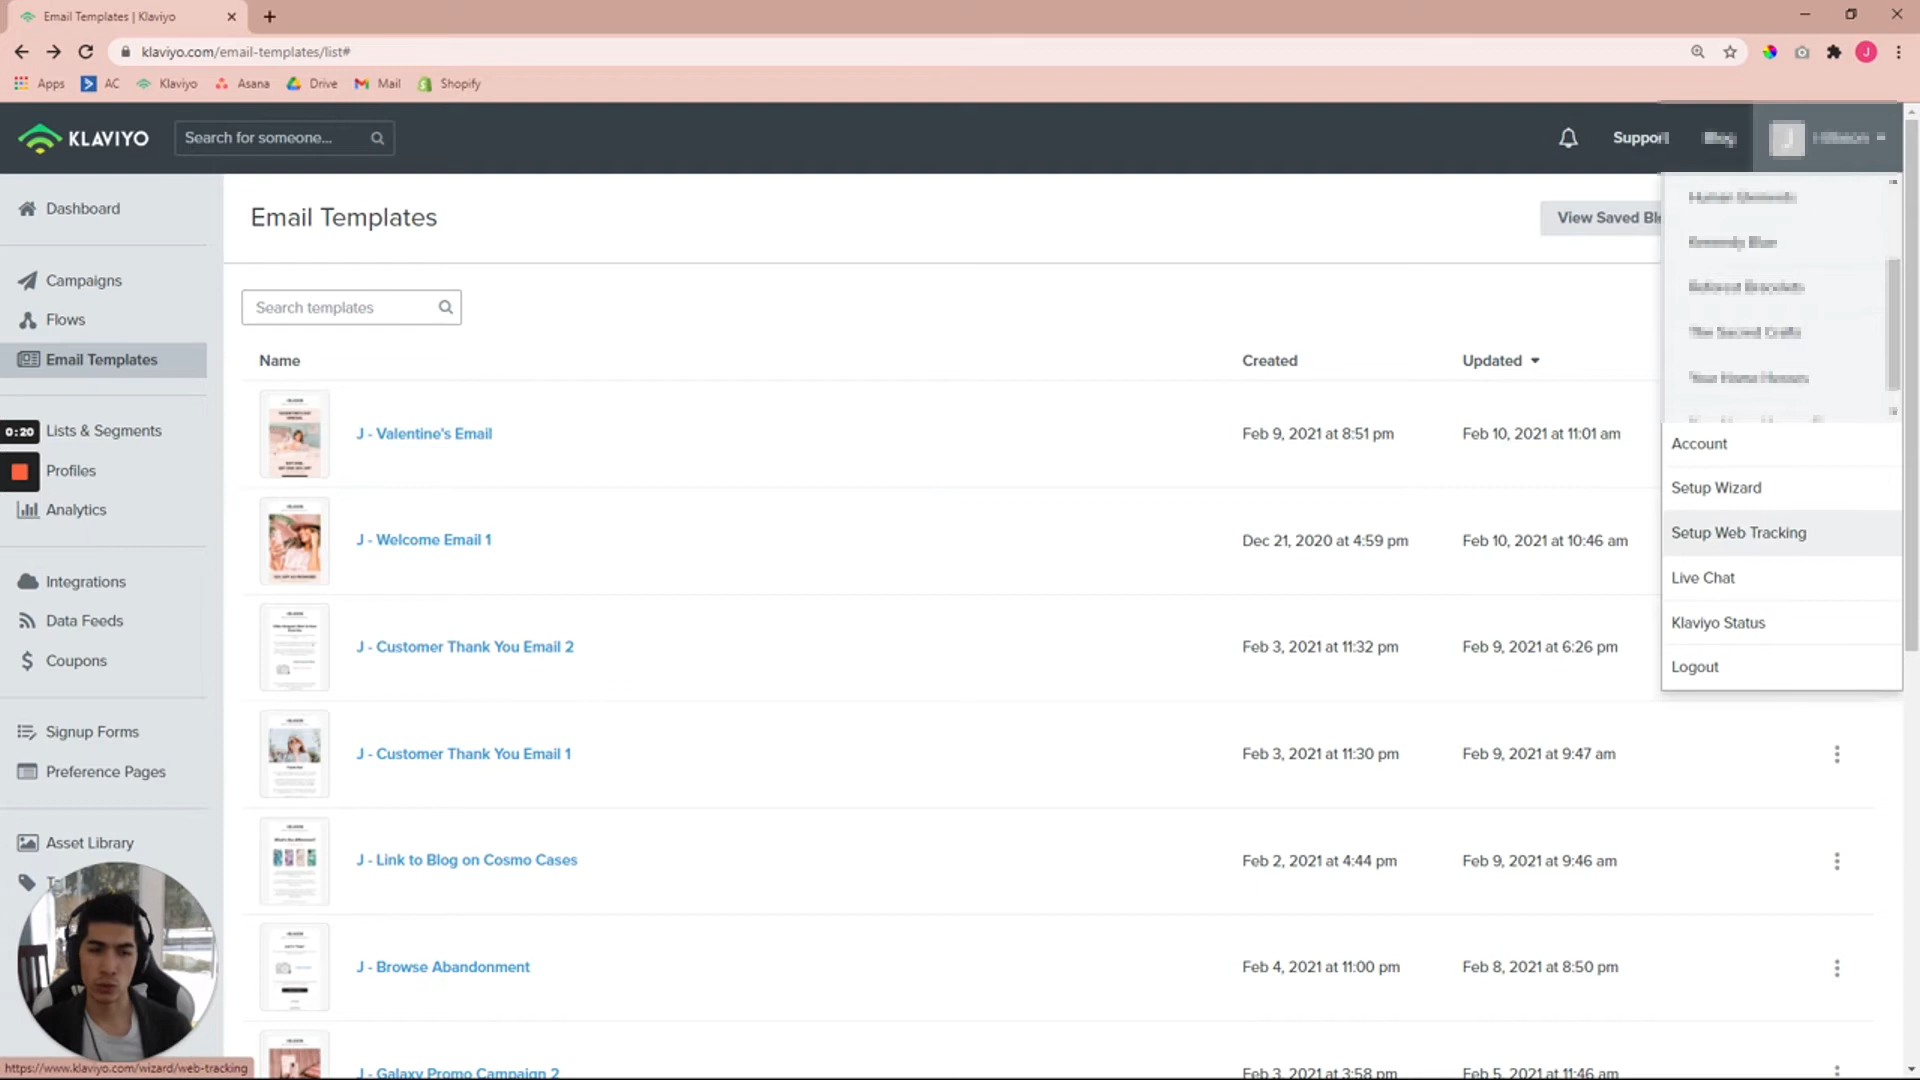 Email Templates | Klaviyo
klaviyo.com/email-templates/list#
Apps AC Klaviyo Asana Drive Mail Shopify
KLAVIYO Search for someone... Support Blog
Dashboard
Campaigns
Flows
Email Templates
0:20 Lists & Segments
Profiles
Analytics
Integrations
Data Feeds
Coupons
Signup Forms
Preference Pages
Asset Library
Email Templates
View Saved Bl
Search templates
Name Created Updated
J - Valentine's Email Feb 9, 2021 at 8:51 pm Feb 10, 2021 at 11:01 am
J - Welcome Email 1 Dec 21, 2020 at 4:59 pm Feb 10, 2021 at 10:46 am
J - Customer Thank You Email 2 Feb 3, 2021 at 11:32 pm Feb 9, 2021 at 6:26 pm
J - Customer Thank You Email 1 Feb 3, 2021 at 11:30 pm Feb 9, 2021 at 9:47 am
J - Link to Blog on Cosmo Cases Feb 2, 2021 at 4:44 pm Feb 9, 2021 at 9:46 am
J - Browse Abandonment Feb 4, 2021 at 11:00 pm Feb 8, 2021 at 8:50 pm
J - Galaxy Promo Campaign 2 Feb 3, 2021 at 3:58 pm Feb 5, 2021 at 11:46 am
Account
Setup Wizard
Setup Web Tracking
Live Chat
Klaviyo Status
Logout
https://www.klaviyo.com/wizard/web-tracking